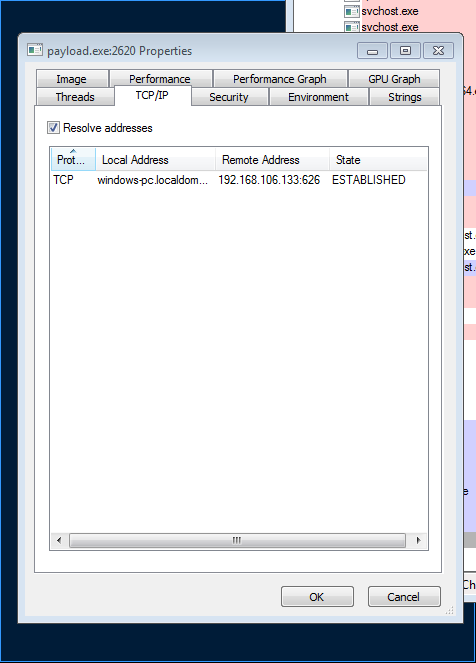 svchost.exe
svchost.exe
payload.exe:2620 Properties
Image Performance Performance Graph GPU Graph
Threads TCP/IP Security Environment Strings
Resolve addresses
Prot... Local Address Remote Address State
TCP windows-pc.localdom... 192.168.106.133:626 ESTABLISHED
OK Cancel